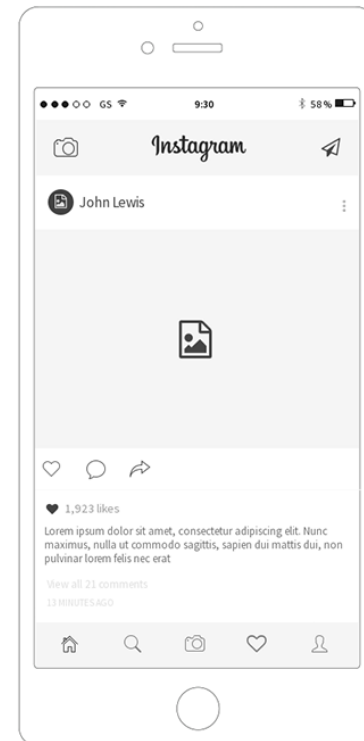 GS 9:30 58%
Instagram
John Lewis
1,923 likes
Lorem ipsum dolor sit amet, consectetur adipiscing elit. Nunc
maximus, nulla ut commodo sagittis, sapien dui mattis dui, non
pulvinar lorem felis nec erat
View all 21 comments
13 MINUTES AGO